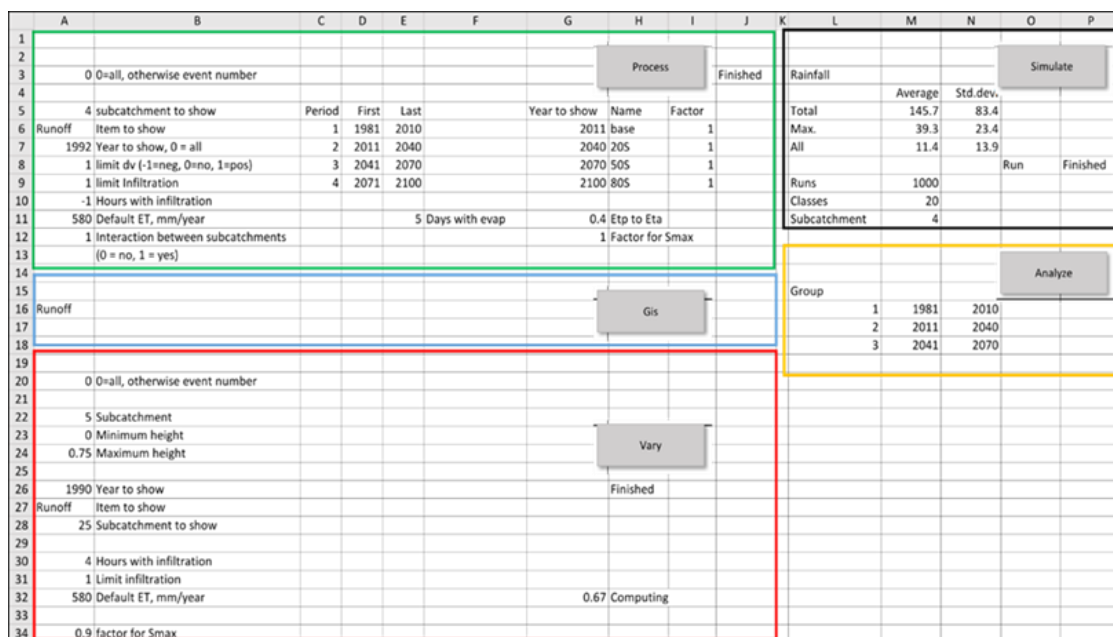 A B C D E F G H I J K L M N O P
1
2
3 0 0=all, otherwise event number Process Finished Rainfall Simulate
4 Average Std.dev.
5 4 subcatchment to show Period First Last Year to show Name Factor Total 145.7 83.4
6 Runoff Item to show 1 1981 2010 2011 base 1 Max. 39.3 23.4
7 1992 Year to show, 0 = all 2 2011 2040 2040 20S 1 All 11.4 13.9
8 1 limit dv (-1=neg, 0=no, 1=pos) 3 2041 2070 2070 50S 1 Run Finished
9 1 limit Infiltration 4 2071 2100 2100 80S 1 Runs 1000
10 -1 Hours with infiltration Classes 20
11 580 Default ET, mm/year 5 Days with evap 0.4 Etp to Eta Subcatchment 4
12 1 Interaction between subcatchments 1 Factor for Smax
13 (0 = no, 1 = yes)
14 Analyze
15 Group
16 Runoff Gis 1 1981 2010
17 2 2011 2040
18 3 2041 2070
19
20 0 0=all, otherwise event number
21
22 5 Subcatchment
23 0 Minimum height
24 0.75 Maximum height Vary
25
26 1990 Year to show Finished
27 Runoff Item to show
28 25 Subcatchment to show
29
30 4 Hours with infiltration
31 1 Limit infiltration
32 580 Default ET, mm/year 0.67 Computing
33
34 0.9 factor for Smax